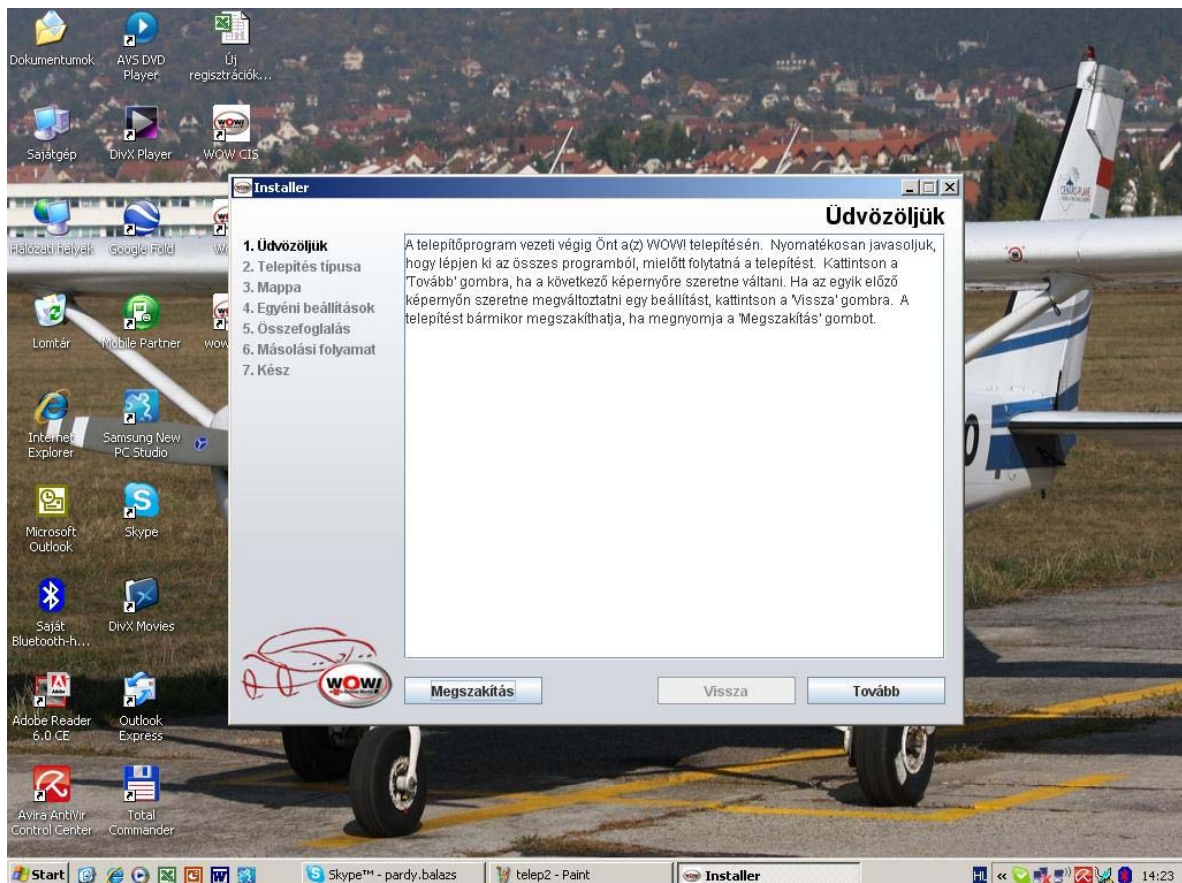 Dokumentumok
AVS DVD
Player
Új
regisztrációk...
Sajátgép
DivX Player
WOW CIS
Hálózati helyek
Google Föld
Lomtár
Mobile Partner
wow
Internet
Explorer
Samsung New
PC Studio
Microsoft
Outlook
Skype
Saját
Bluetooth-h...
DivX Movies
Adobe Reader
6.0 CE
Outlook
Express
Avira AntiVir
Control Center
Total
Commander
Installer
Üdvözöljük
1. Üdvözöljük
2. Telepítés típusa
3. Mappa
4. Egyéni beállítások
5. Összefoglalás
6. Másolási folyamat
7. Kész
A telepítőprogram vezeti végig Önt a(z) WOW! telepítésén. Nyomatékosan javasoljuk,
hogy lépjen ki az összes programból, mielőtt folytatná a telepítést. Kattintson a
'Tovább' gombra, ha a következő képernyőre szeretne váltani. Ha az egyik előző
képernyőn szeretne megváltoztatni egy beállítást, kattintson a 'Vissza' gombra. A
telepítést bármikor megszakíthatja, ha megnyomja a 'Megszakítás' gombot.
WOW!
Megszakítás
Vissza
Tovább
Start
Skype™ - pardy.balazs
telep2 - Paint
Installer
HU
«
14:23